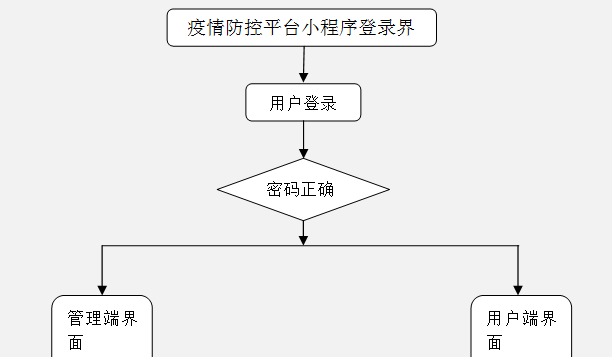 疫情防控平台小程序登录界
用户登录
密码正确
管理端界
面
用户端界
面